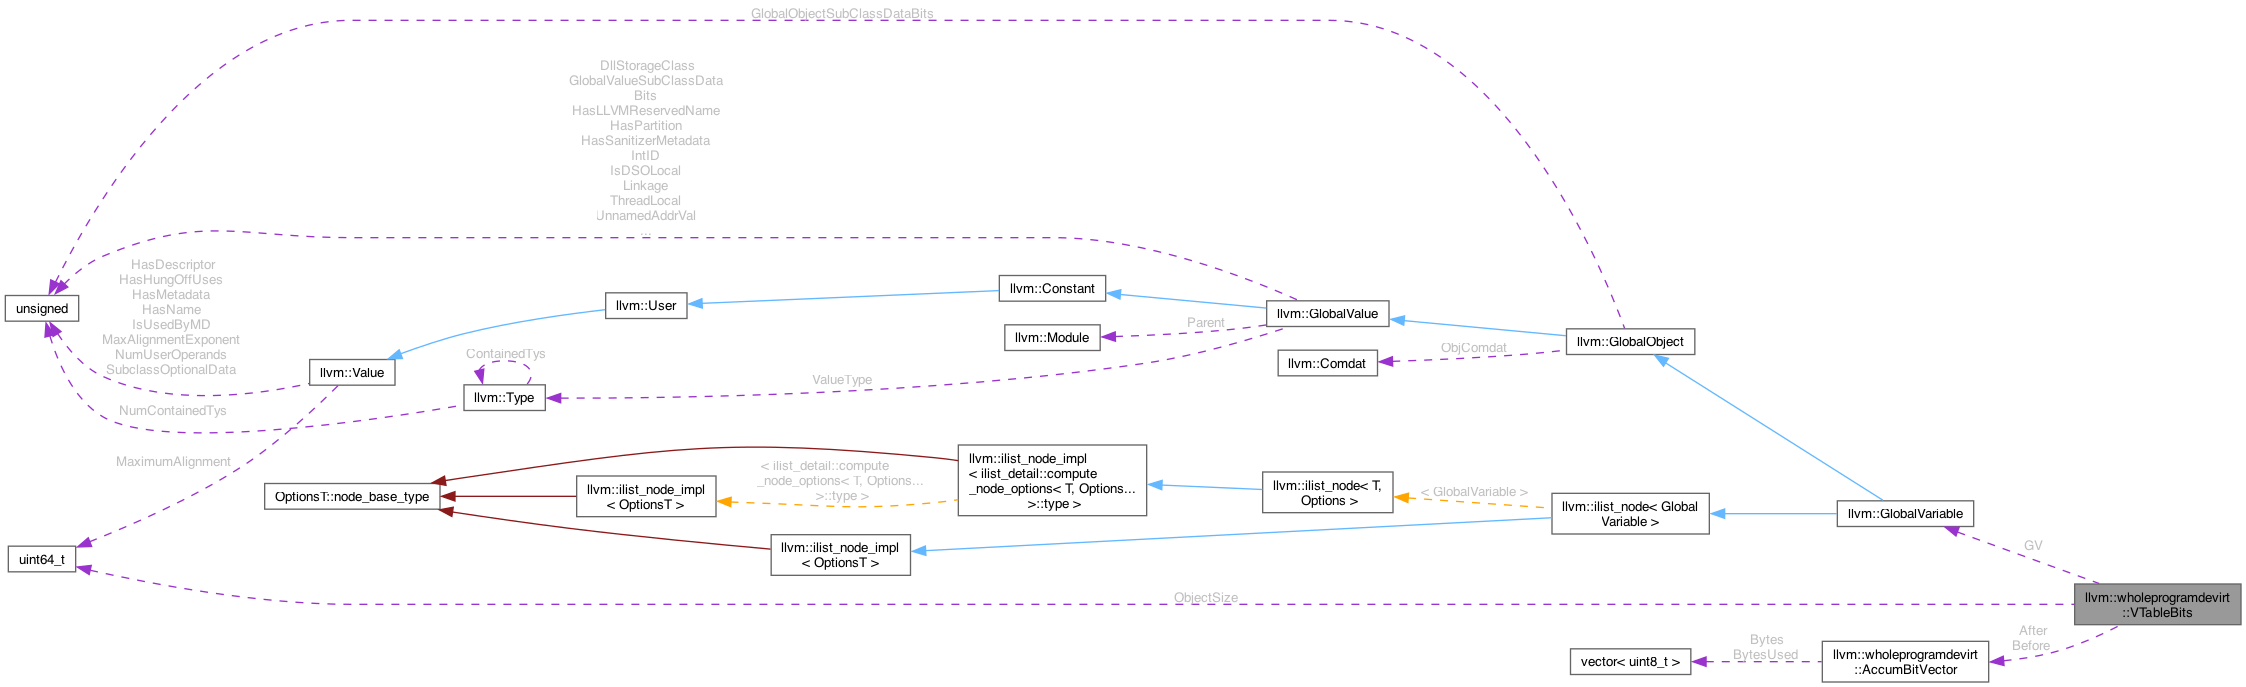 GlobalObjectSubClassDataBits
DllStorageClass
GlobalValueSubClassData
Bits
HasLLVMReservedName
HasPartition
HasSanitizerMetadata
IntID
IsDSOLocal
Linkage
ThreadLocal
UnnamedAddrVal
...
HasDescriptor
HasHungOffUses
HasMetadata
HasName
IsUsedByMD
MaxAlignmentExponent
NumUserOperands
SubclassOptionalData
unsigned
llvm::User
llvm::Constant
llvm::GlobalValue
llvm::Module
Parent
llvm::GlobalObject
ObjComdat
llvm::Comdat
llvm::Value
ContainedTys
llvm::Type
ValueType
NumContainedTys
MaximumAlignment
OptionsT::node_base_type
llvm::ilist_node_impl
< OptionsT >
< ilist_detail::compute
_node_options< T, Options...
>::type >
llvm::ilist_node_impl
< ilist_detail::compute
_node_options< T, Options...
>::type >
llvm::ilist_node< T,
Options >
< GlobalVariable >
llvm::ilist_node< Global
Variable >
llvm::GlobalVariable
llvm::ilist_node_impl
< OptionsT >
uint64_t
GV
ObjectSize
llvm::wholeprogramdevirt
::VTableBits
After
Before
Bytes
BytesUsed
vector< uint8_t >
llvm::wholeprogramdevirt
::AccumBitVector